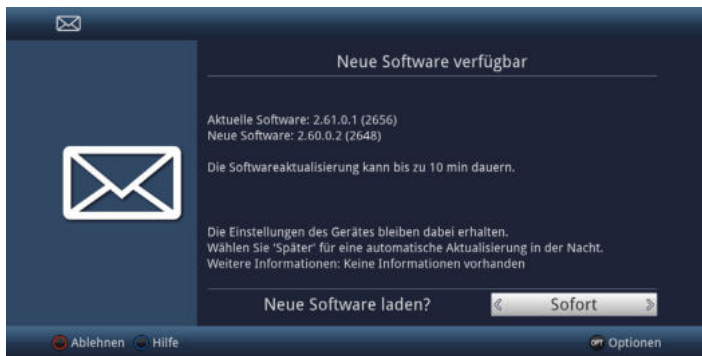 Neue Software verfügbar
Aktuelle Software: 2.61.0.1 (2656)
Neue Software: 2.60.0.2 (2648)
Die Softwareaktualisierung kann bis zu 10 min dauern.
Die Einstellungen des Gerätes bleiben dabei erhalten.
Wählen Sie 'Später' für eine automatische Aktualisierung in der Nacht.
Weitere Informationen: Keine Informationen vorhanden
Neue Software laden? Sofort
Ablehnen Hilfe OPT Optionen